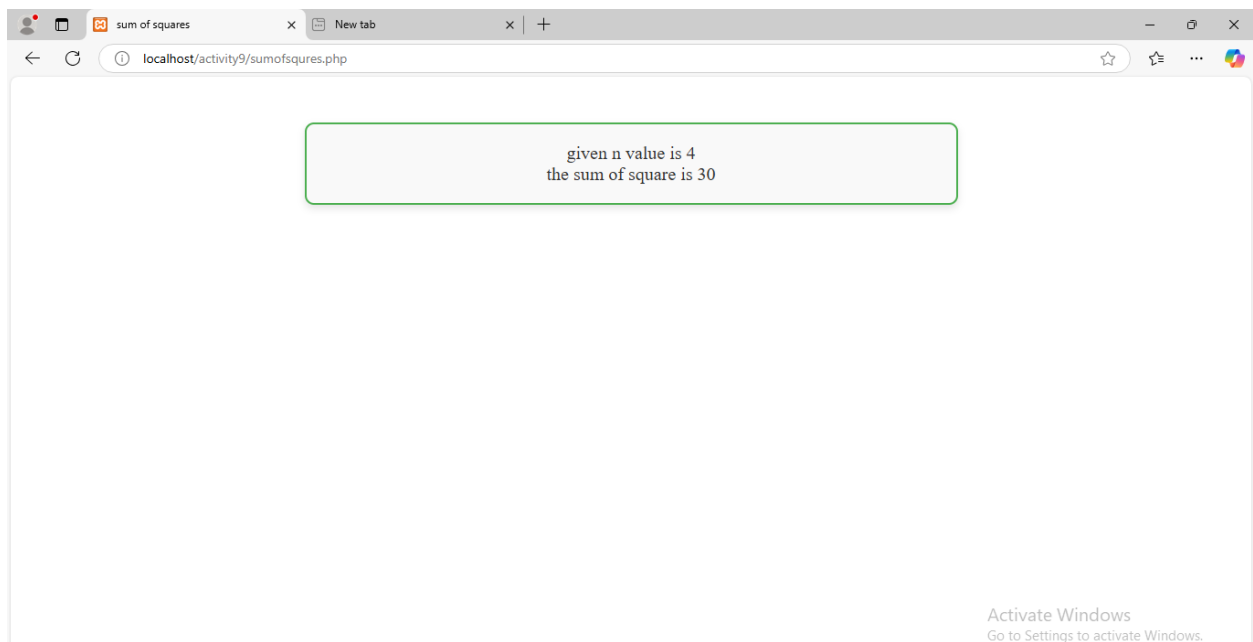 sum of squares
New tab
localhost/activity9/sumofsqures.php
given n value is 4
the sum of square is 30
Activate Windows
Go to Settings to activate Windows.